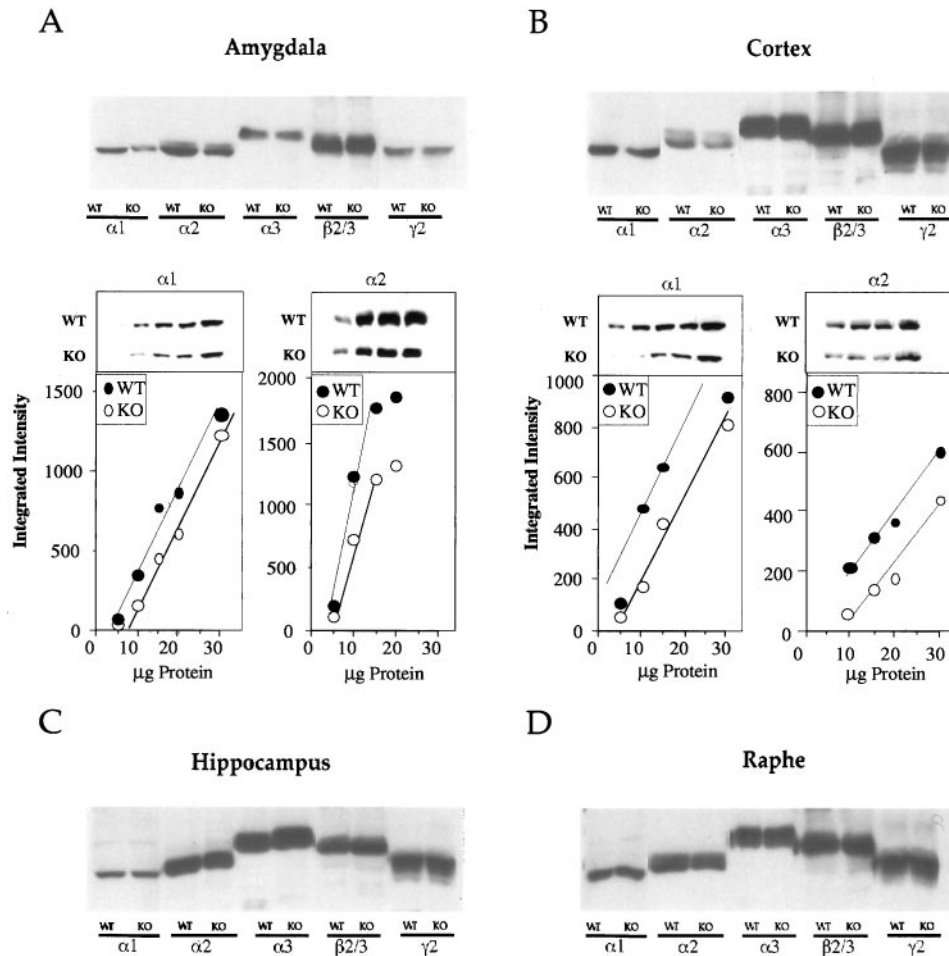 A
Amygdala
WT KO WT KO WT KO WT KO WT KO
α1 α2 α3 β2/3 γ2
α1 α2
WT WT
KO KO
Integrated Intensity
1500
1000
500
0
WT
KO
0 10 20 30
μg Protein
2000
1500
1000
500
0
WT
KO
0 10 20 30
μg Protein
B
Cortex
WT KO WT KO WT KO WT KO WT KO
α1 α2 α3 β2/3 γ2
α1 α2
WT WT
KO KO
Integrated Intensity
1000
800
600
400
200
0
WT
KO
0 10 20 30
μg Protein
800
600
400
200
0
WT
KO
0 10 20 30
μg Protein
C
Hippocampus
WT KO WT KO WT KO WT KO WT KO
α1 α2 α3 β2/3 γ2
D
Raphe
WT KO WT KO WT KO WT KO WT KO
α1 α2 α3 β2/3 γ2